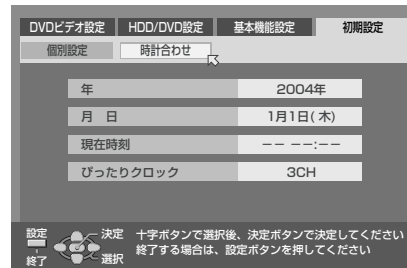 DVDビデオ設定 HDD/DVD設定 基本機能設定 初期設定
個別設定 時計合わせ
年 2004年
月 日 1月1日(木)
現在時刻 −− −−:−−
ぴったりクロック 3CH
設定 決定 十字ボタンで選択後、決定ボタンで決定してください
終了 選択 終了する場合は、設定ボタンを押してください